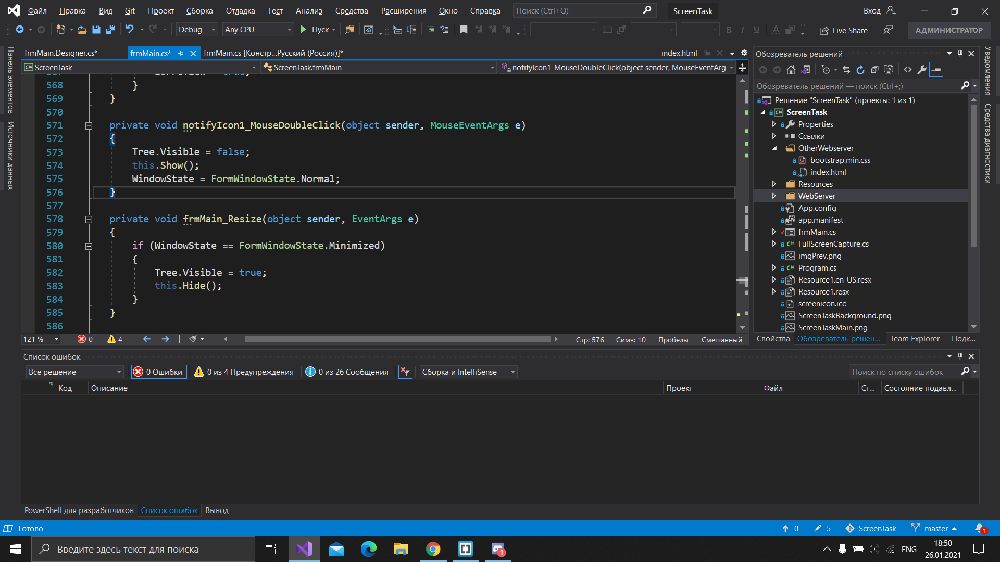 Файл Правка Вид Git Проект Сборка Отладка Тест Анализ Средства Расширения Окно Справка Поиск (Ctrl+Q) ScreenTask Вход
Debug Any CPU Пуск Live Share АДМИНИСТРАТОР
Панель элементов
Источники данных
frmMain.Designer.cs* frmMain.cs* frmMain.cs [Констр...Русский (Россия)]* index.html
ScreenTask ScreenTask.frmMain notifyIcon1_MouseDoubleClick(object sender, MouseEventArg
568 }
569 }
570
571 private void notifyIcon1_MouseDoubleClick(object sender, MouseEventArgs e)
572 {
573 Tree.Visible = false;
574 this.Show();
575 WindowState = FormWindowState.Normal;
576 }
577
578 private void frmMain_Resize(object sender, EventArgs e)
579 {
580 if (WindowState == FormWindowState.Minimized)
581 {
582 Tree.Visible = true;
583 this.Hide();
584 }
585 }
586
121 % 0 4 Стр: 576 Симв: 10 Пробелы Смешанный
Обозреватель решений
Обозреватель решений — поиск (Ctrl+;)
Решение "ScreenTask" (проекты: 1 из 1)
ScreenTask
Properties
Ссылки
OtherWebserver
bootstrap.min.css
index.html
Resources
WebServer
App.config
app.manifest
frmMain.cs
FullScreenCapture.cs
imgPrev.png
Program.cs
Resource1.en-US.resx
Resource1.resx
screenicon.ico
ScreenTaskBackground.png
ScreenTaskMain.png
Свойства Обозреватель решен... Team Explorer — Подк...
Уведомления
Средства диагностики
Список ошибок
Все решение 0 Ошибки 0 из 4 Предупреждения 0 из 26 Сообщения Сборка и IntelliSense Поиск по списку ошибок
Код Описание Проект Файл Ст... Состояние подавл...
PowerShell для разработчиков Список ошибок Вывод
Готово 0 5 ScreenTask master 1
Введите здесь текст для поиска 1 ENG 18:50
26.01.2021